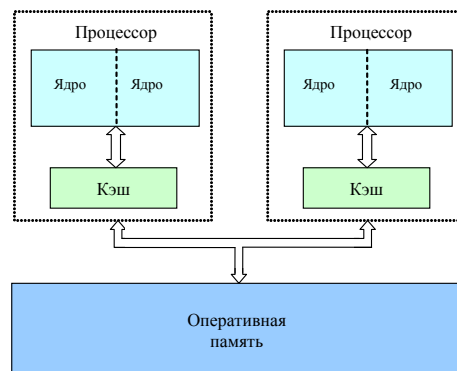 Процессор
Процессор
Ядро
Ядро
Ядро
Ядро
Кэш
Кэш
Оперативная
память